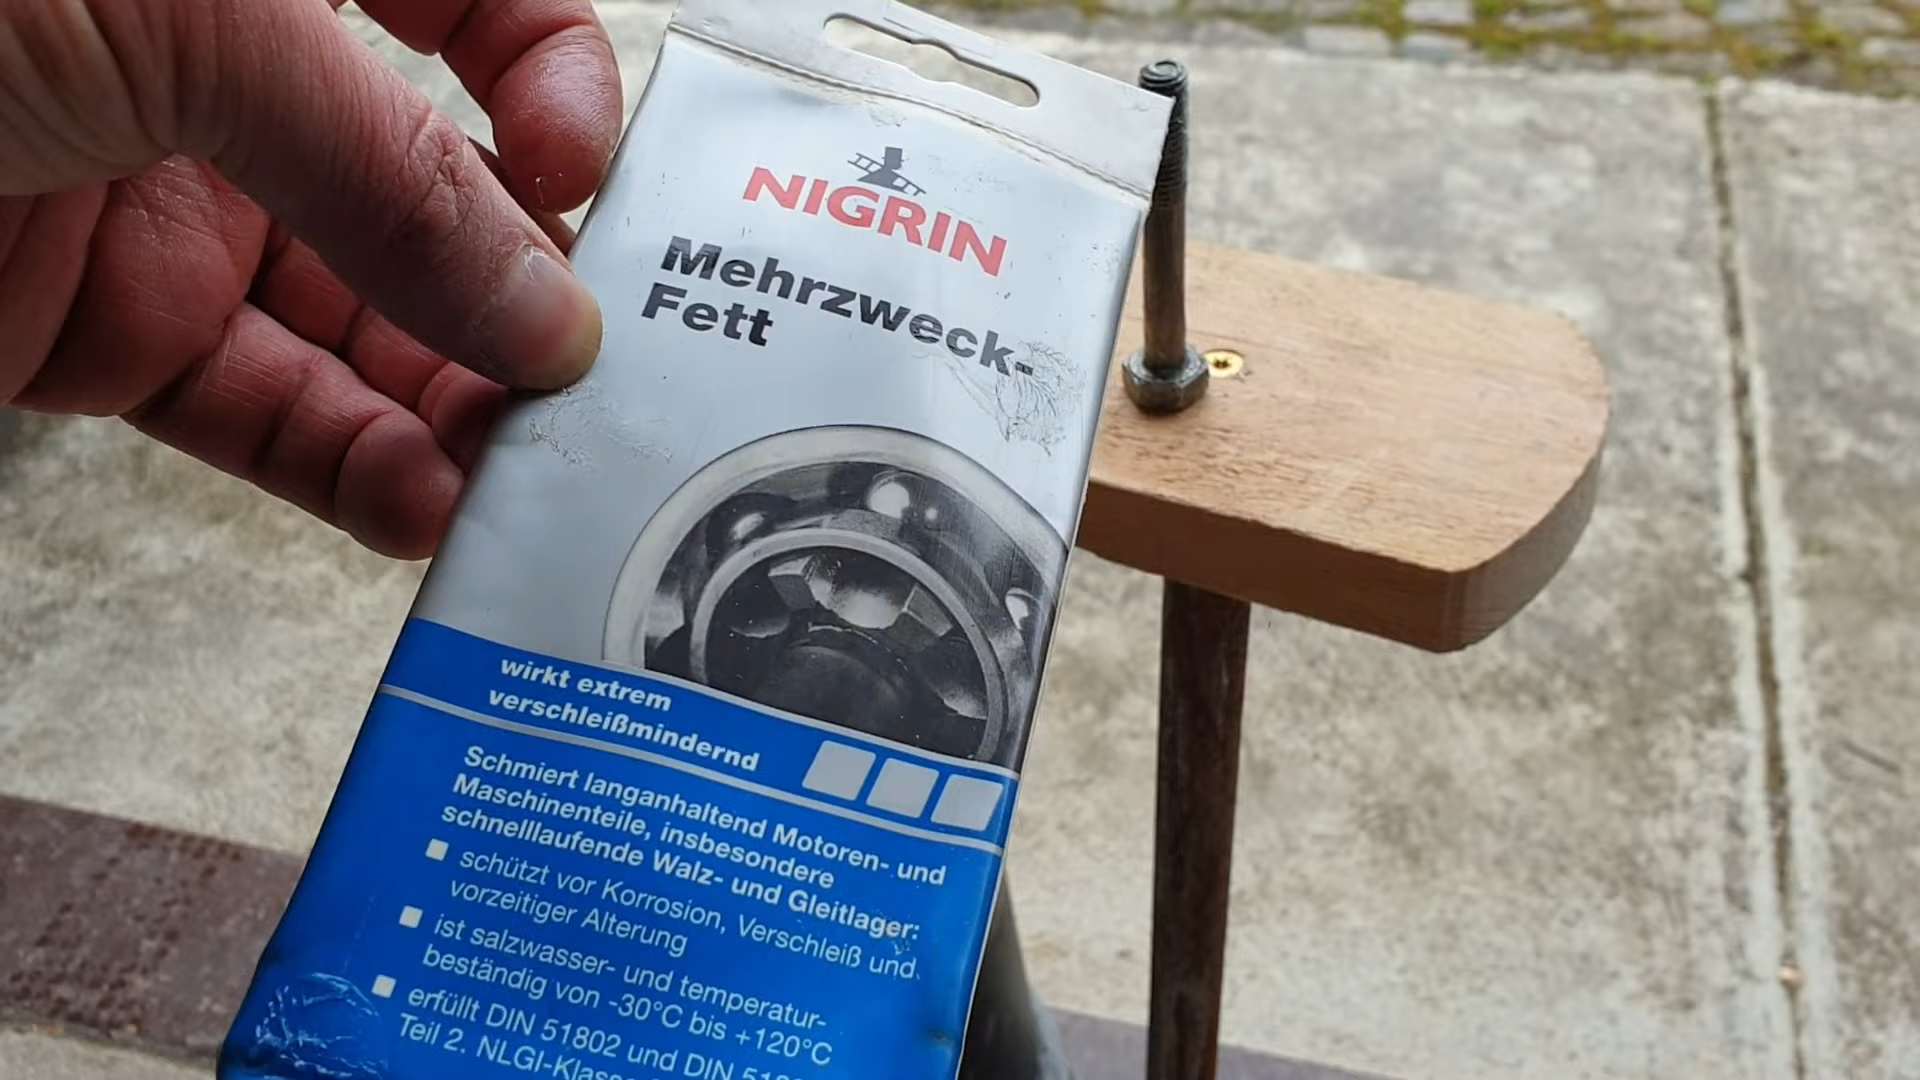 NIGRIN
Mehrzweck-
Fett
wirkt extrem
verschleißmindernd
Schmiert langanhaltend Motoren- und
Maschinenteile, insbesondere
schnelllaufende Walz- und Gleitlager:
schützt vor Korrosion, Verschleiß und
vorzeitiger Alterung
ist salzwasser- und temperatur-
beständig von -30°C bis +120°C
erfüllt DIN 51802 und DIN
Teil 2. NLGI-Klasse